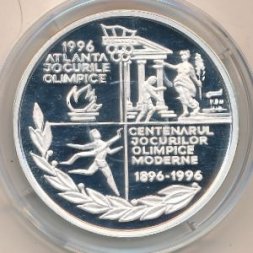 1996
ATLANTA
JOCURILE
OLIMPICE
CENTENARUL
JOCURILOR
OLIMPICE
MODERNE
1896-1996